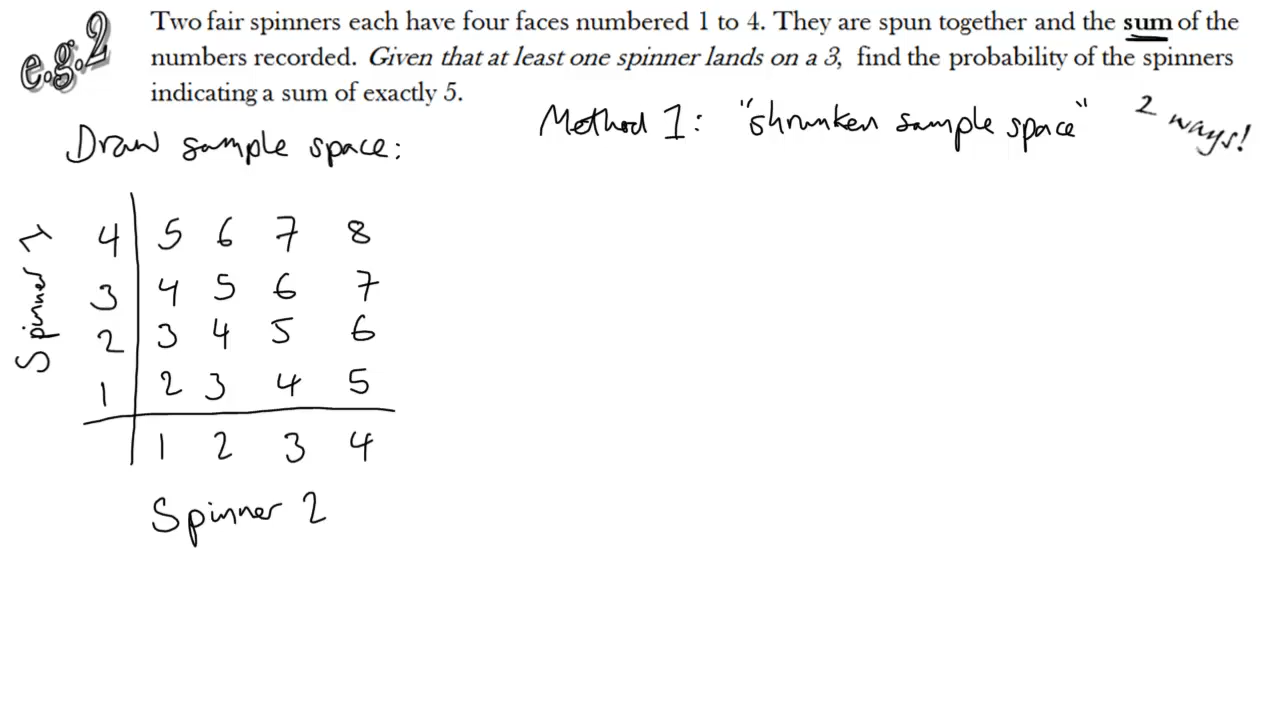 e.g.2
Two fair spinners each have four faces numbered 1 to 4. They are spun together and the sum of the
numbers recorded. Given that at least one spinner lands on a 3, find the probability of the spinners
indicating a sum of exactly 5.
Method 1: "shrunken sample space"
2 ways!
Draw sample space:
Spinner 1
4 5 6 7 8
3 4 5 6 7
2 3 4 5 6
1 2 3 4 5
1 2 3 4
Spinner 2